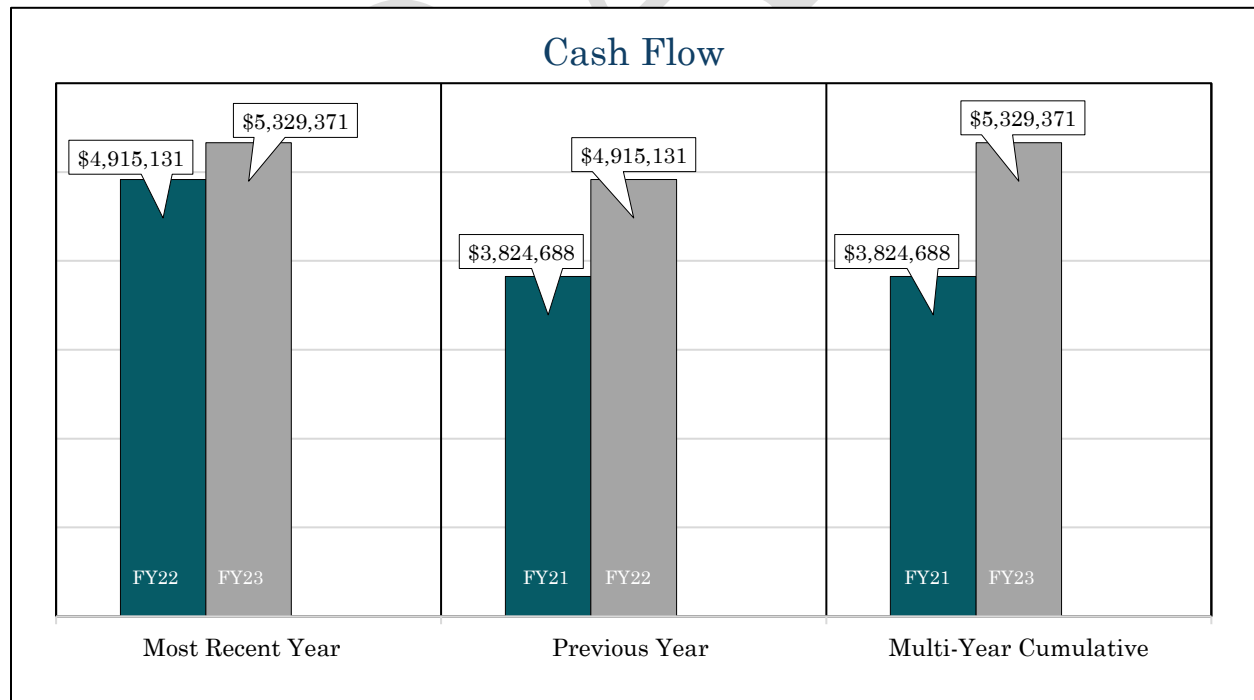 Cash Flow
$5,329,371
$4,915,131
FY22
FY23
Most Recent Year
$4,915,131
$3,824,688
FY21
FY22
Previous Year
$5,329,371
$3,824,688
FY21
FY23
Multi-Year Cumulative